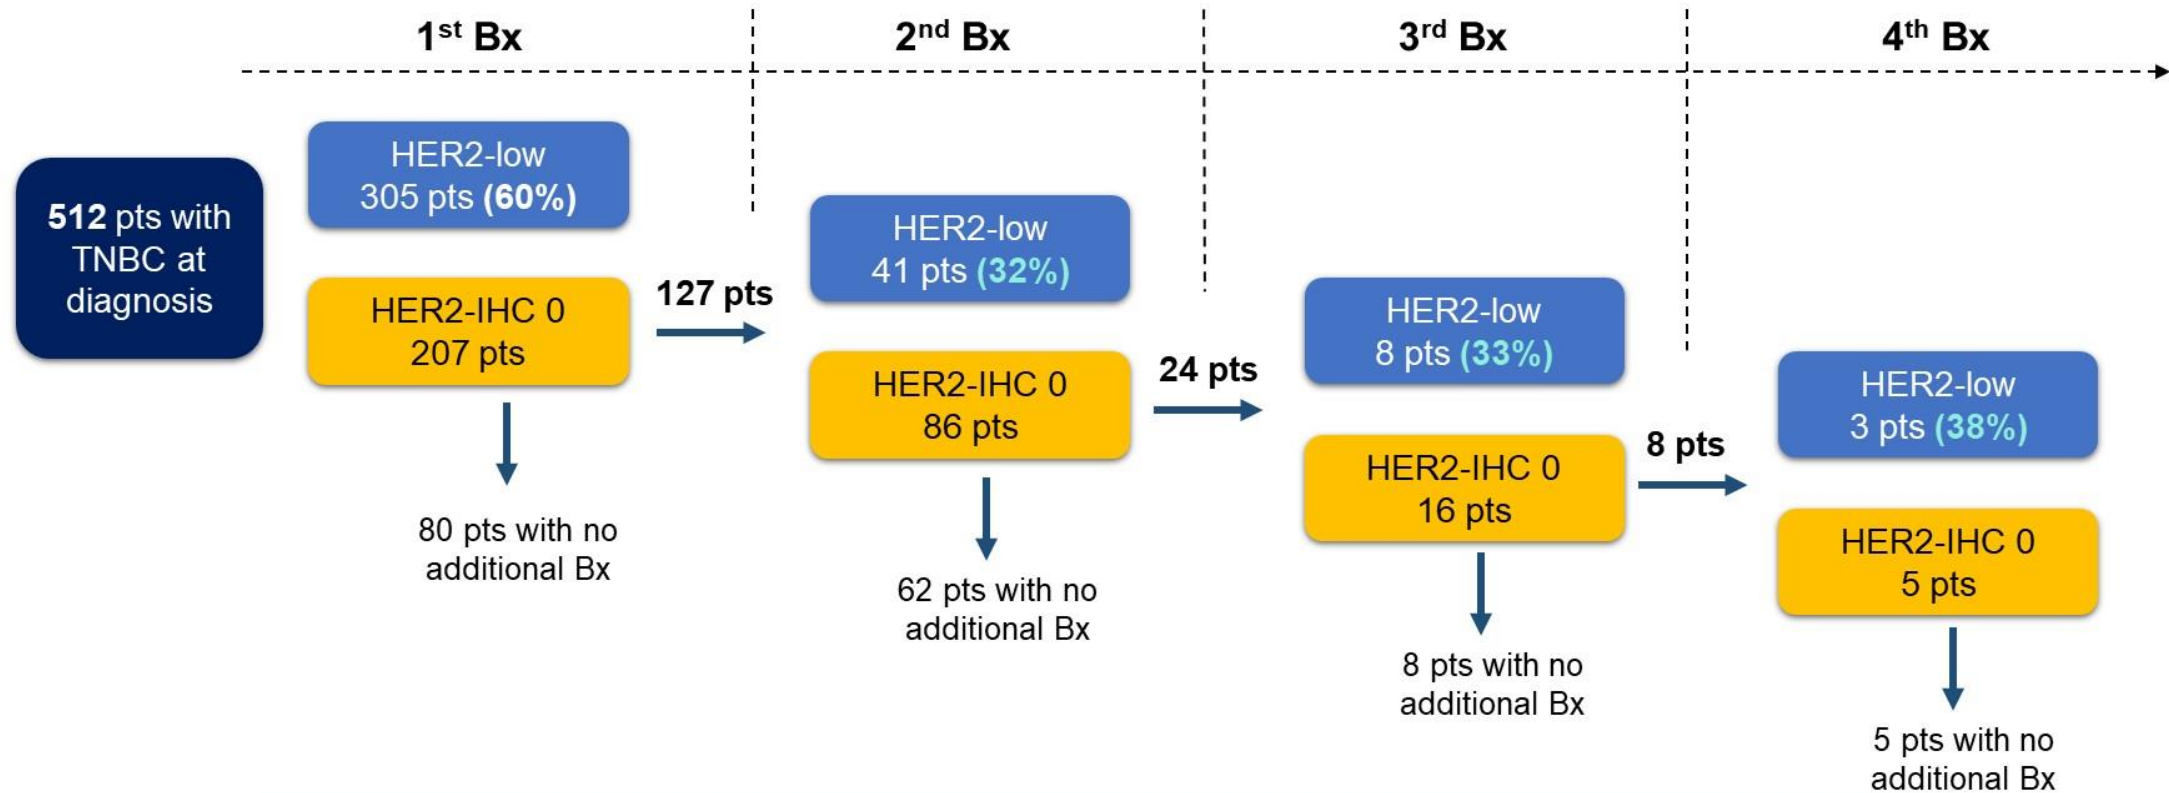 1st Bx
2nd Bx
3rd Bx
4th Bx
512 pts with
TNBC at
diagnosis
HER2-low
305 pts (60%)
HER2-IHC 0
207 pts
80 pts with no
additional Bx
127 pts
HER2-low
41 pts (32%)
HER2-IHC 0
86 pts
62 pts with no
additional Bx
24 pts
HER2-low
8 pts (33%)
HER2-IHC 0
16 pts
8 pts with no
additional Bx
8 pts
HER2-low
3 pts (38%)
HER2-IHC 0
5 pts
5 pts with no
additional Bx